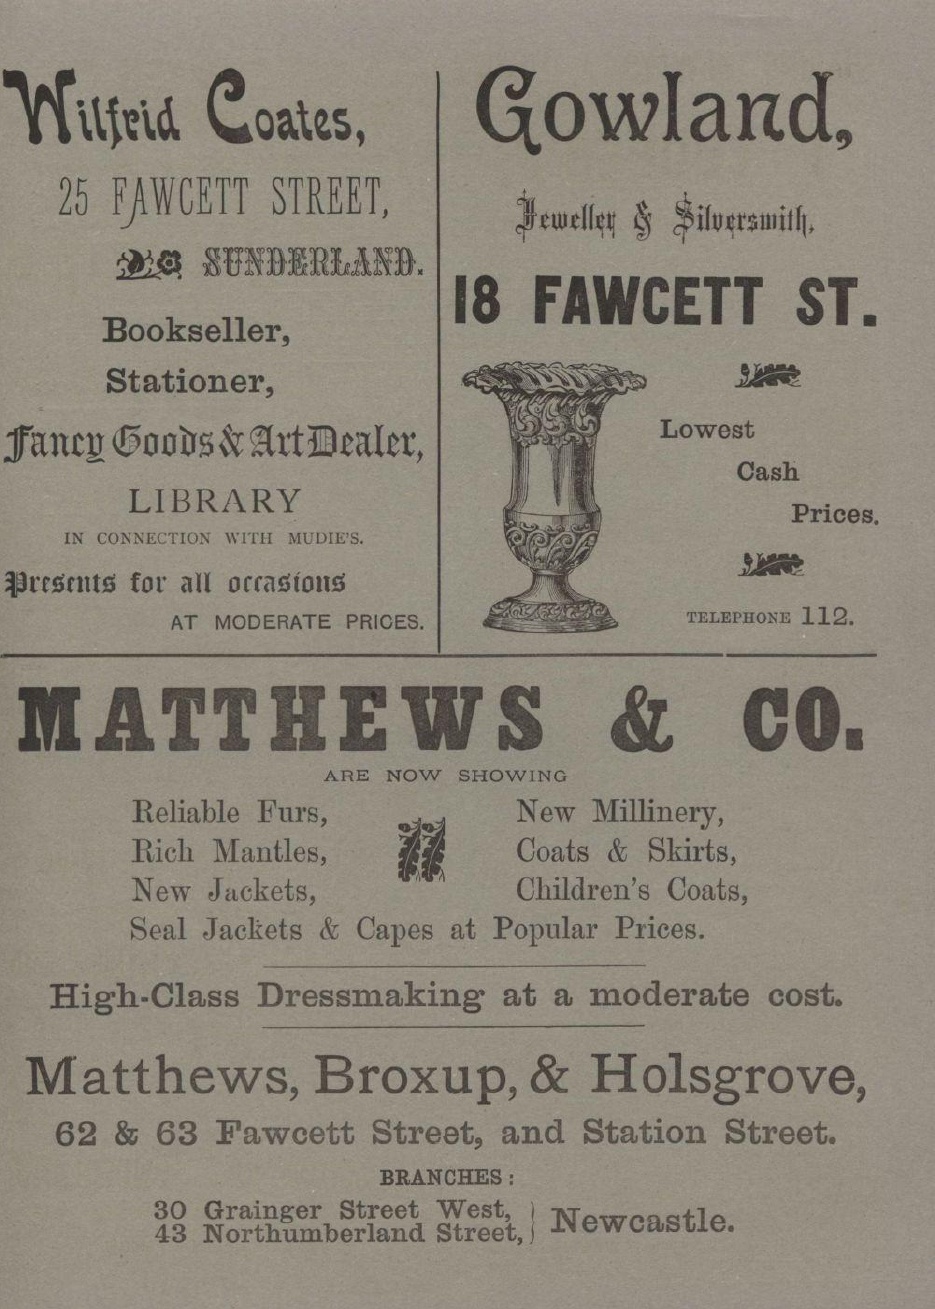 Wilfrid Coates,
25 FAWCETT STREET,
SUNDERLAND.
Bookseller,
Stationer,
Fancy Goods & Art Dealer,
LIBRARY
IN CONNECTION WITH MUDIE'S.
Presents for all occasions
AT MODERATE PRICES.
Gowland,
Jeweller & Silversmith,
18 FAWCETT ST.
Lowest
Cash
Prices.
TELEPHONE 112.
MATTHEWS & CO.
ARE NOW SHOWING
Reliable Furs,
Rich Mantles,
New Jackets,
New Millinery,
Coats & Skirts,
Children's Coats,
Seal Jackets & Capes at Popular Prices.
High-Class Dressmaking at a moderate cost.
Matthews, Broxup, & Holsgrove,
62 & 63 Fawcett Street, and Station Street.
BRANCHES:
30 Grainger Street West,
43 Northumberland Street, } Newcastle.